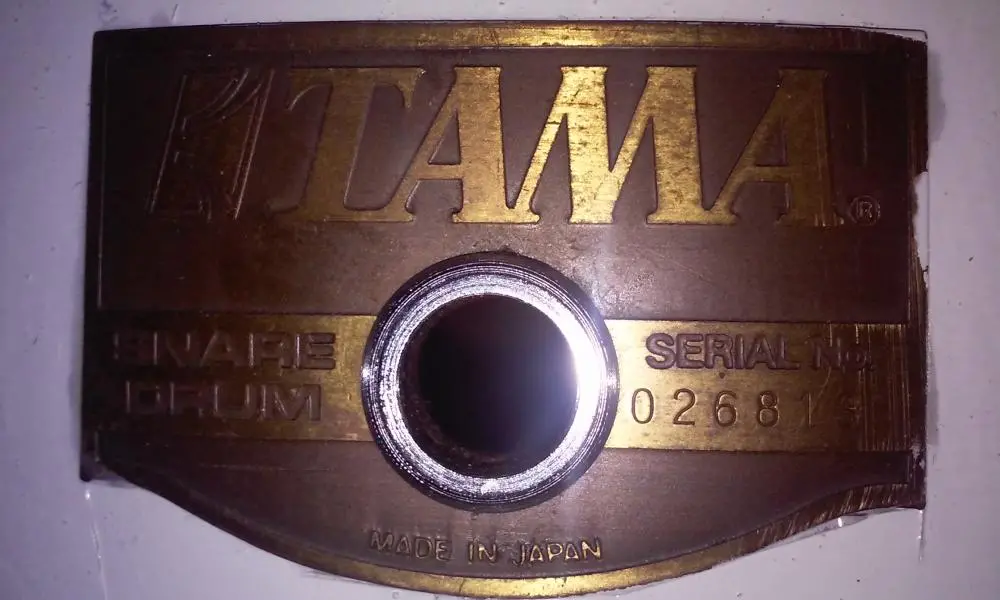 TAMA®
SNARE
DRUM
SERIAL No.
02681
MADE IN JAPAN